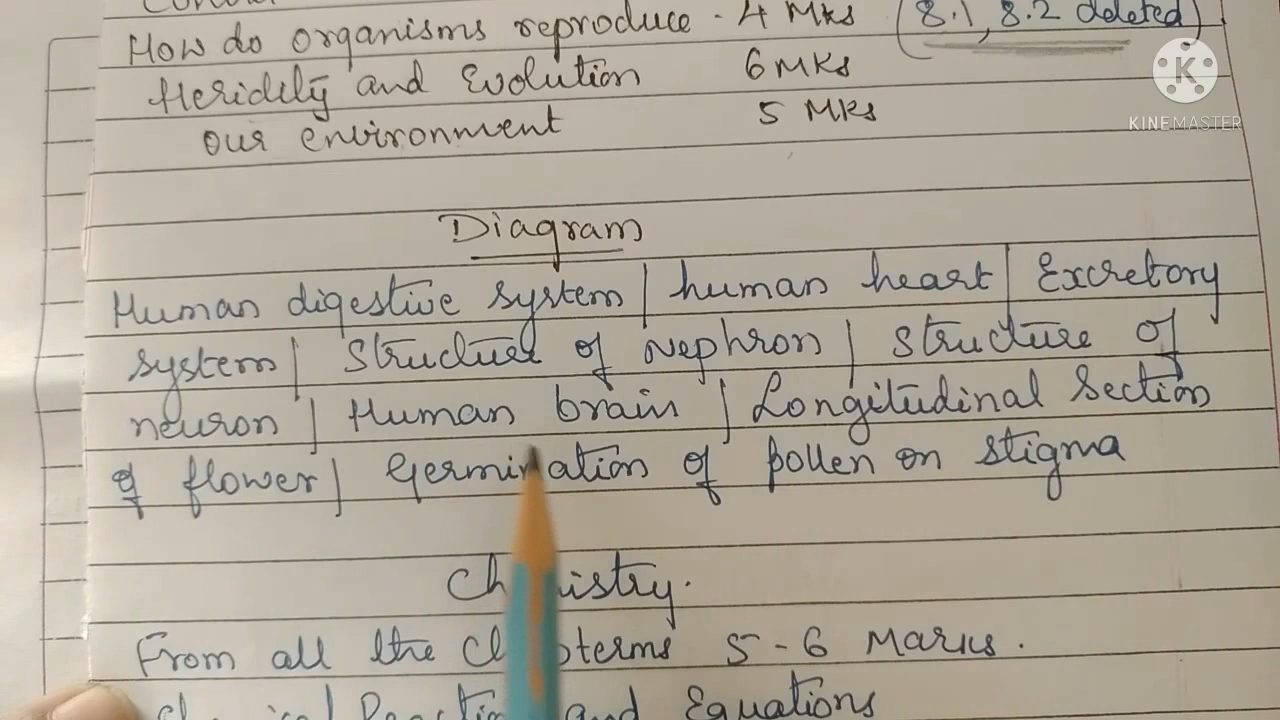 How do organisms reproduce - 4 Mks (8.1, 8.2 deleted)
Heridity and Evolution 6 MKs
our environment 5 MKs
KINEMASTER
Diagram
Human digestive system | human heart | Excretory
system | Structure of Nephron | Structure of
neuron | Human brain | Longitudinal Section
of flower | Germination of pollen on stigma
From all the 5-6 Marks.
and Equations